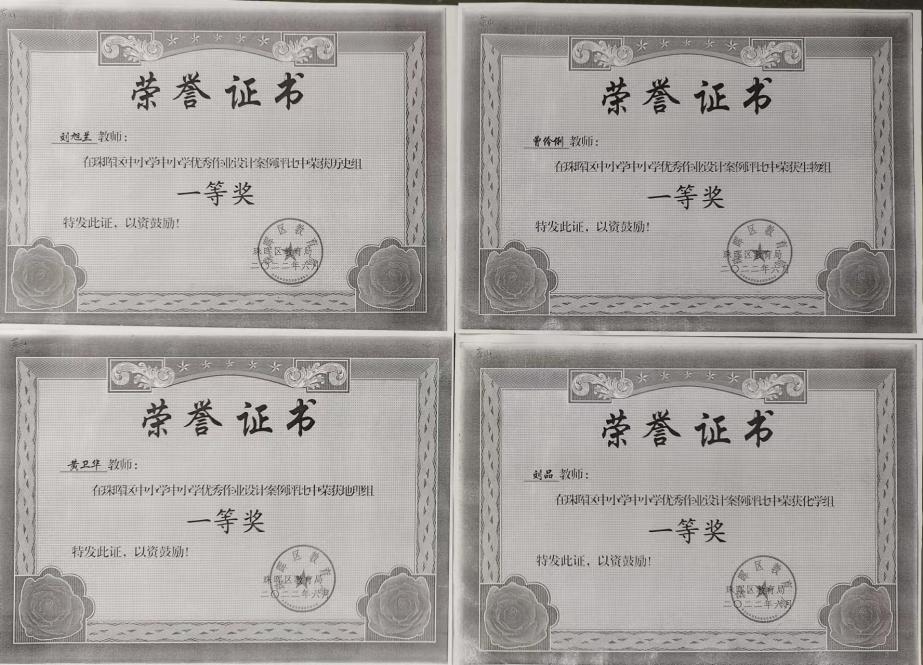 荣誉证书
刘旭兰教师：
在珠晖区中小学中小学优秀作业设计案例评比中荣获历史组
一等奖
特发此证，以资鼓励！
珠晖区教育局
二〇二二年六月
荣誉证书
曹伶俐教师：
在珠晖区中小学中小学优秀作业设计案例评比中荣获生物组
一等奖
特发此证，以资鼓励！
珠晖区教育局
二〇二二年六月
荣誉证书
黄卫华教师：
在珠晖区中小学中小学优秀作业设计案例评比中荣获地理组
一等奖
特发此证，以资鼓励！
珠晖区教育局
二〇二二年六月
荣誉证书
刘品教师：
在珠晖区中小学中小学优秀作业设计案例评比中荣获化学组
一等奖
特发此证，以资鼓励！
珠晖区教育局
二〇二二年六月